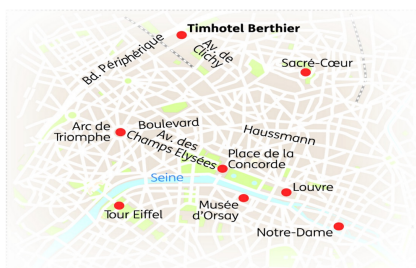 Timhotel Berthier
Bd. Périphérique
Av. de
Clichy
Sacré-Cœur
Arc de
Triomphe
Boulevard
Haussmann
Av. des
Champs Elysées
Place de la
Concorde
Seine
Louvre
Tour Eiffel
Musée
d'Orsay
Notre-Dame